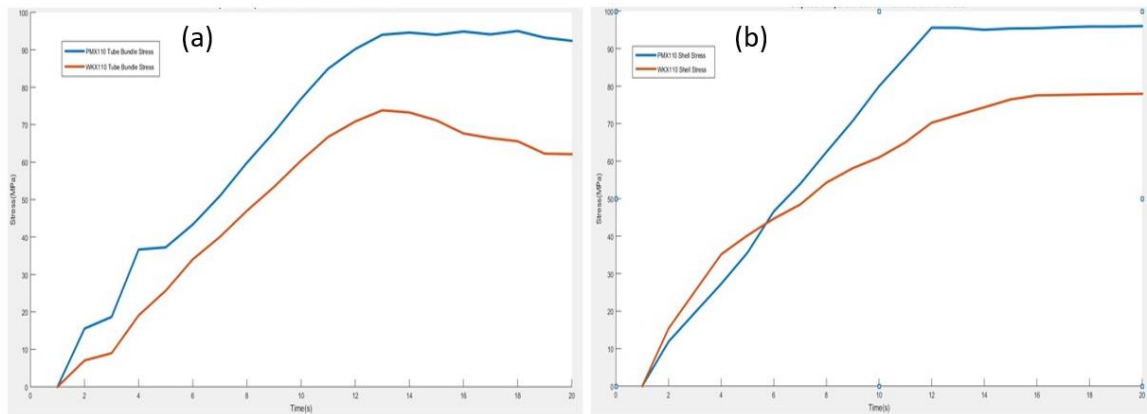 (a)
PMX110 Tube Bundle Stress
WKX110 Tube Bundle Stress
Stress(MPa)
100
90
80
70
60
50
40
30
20
10
0
0 2 4 6 8 10 12 14 16 18 20
Time(s)
(b)
PMX110 Shell Stress
WKX110 Shell Stress
Stress(MPa)
100
90
80
70
60
50
40
30
20
10
0
0 2 4 6 8 10 12 14 16 18 20
Time(s)